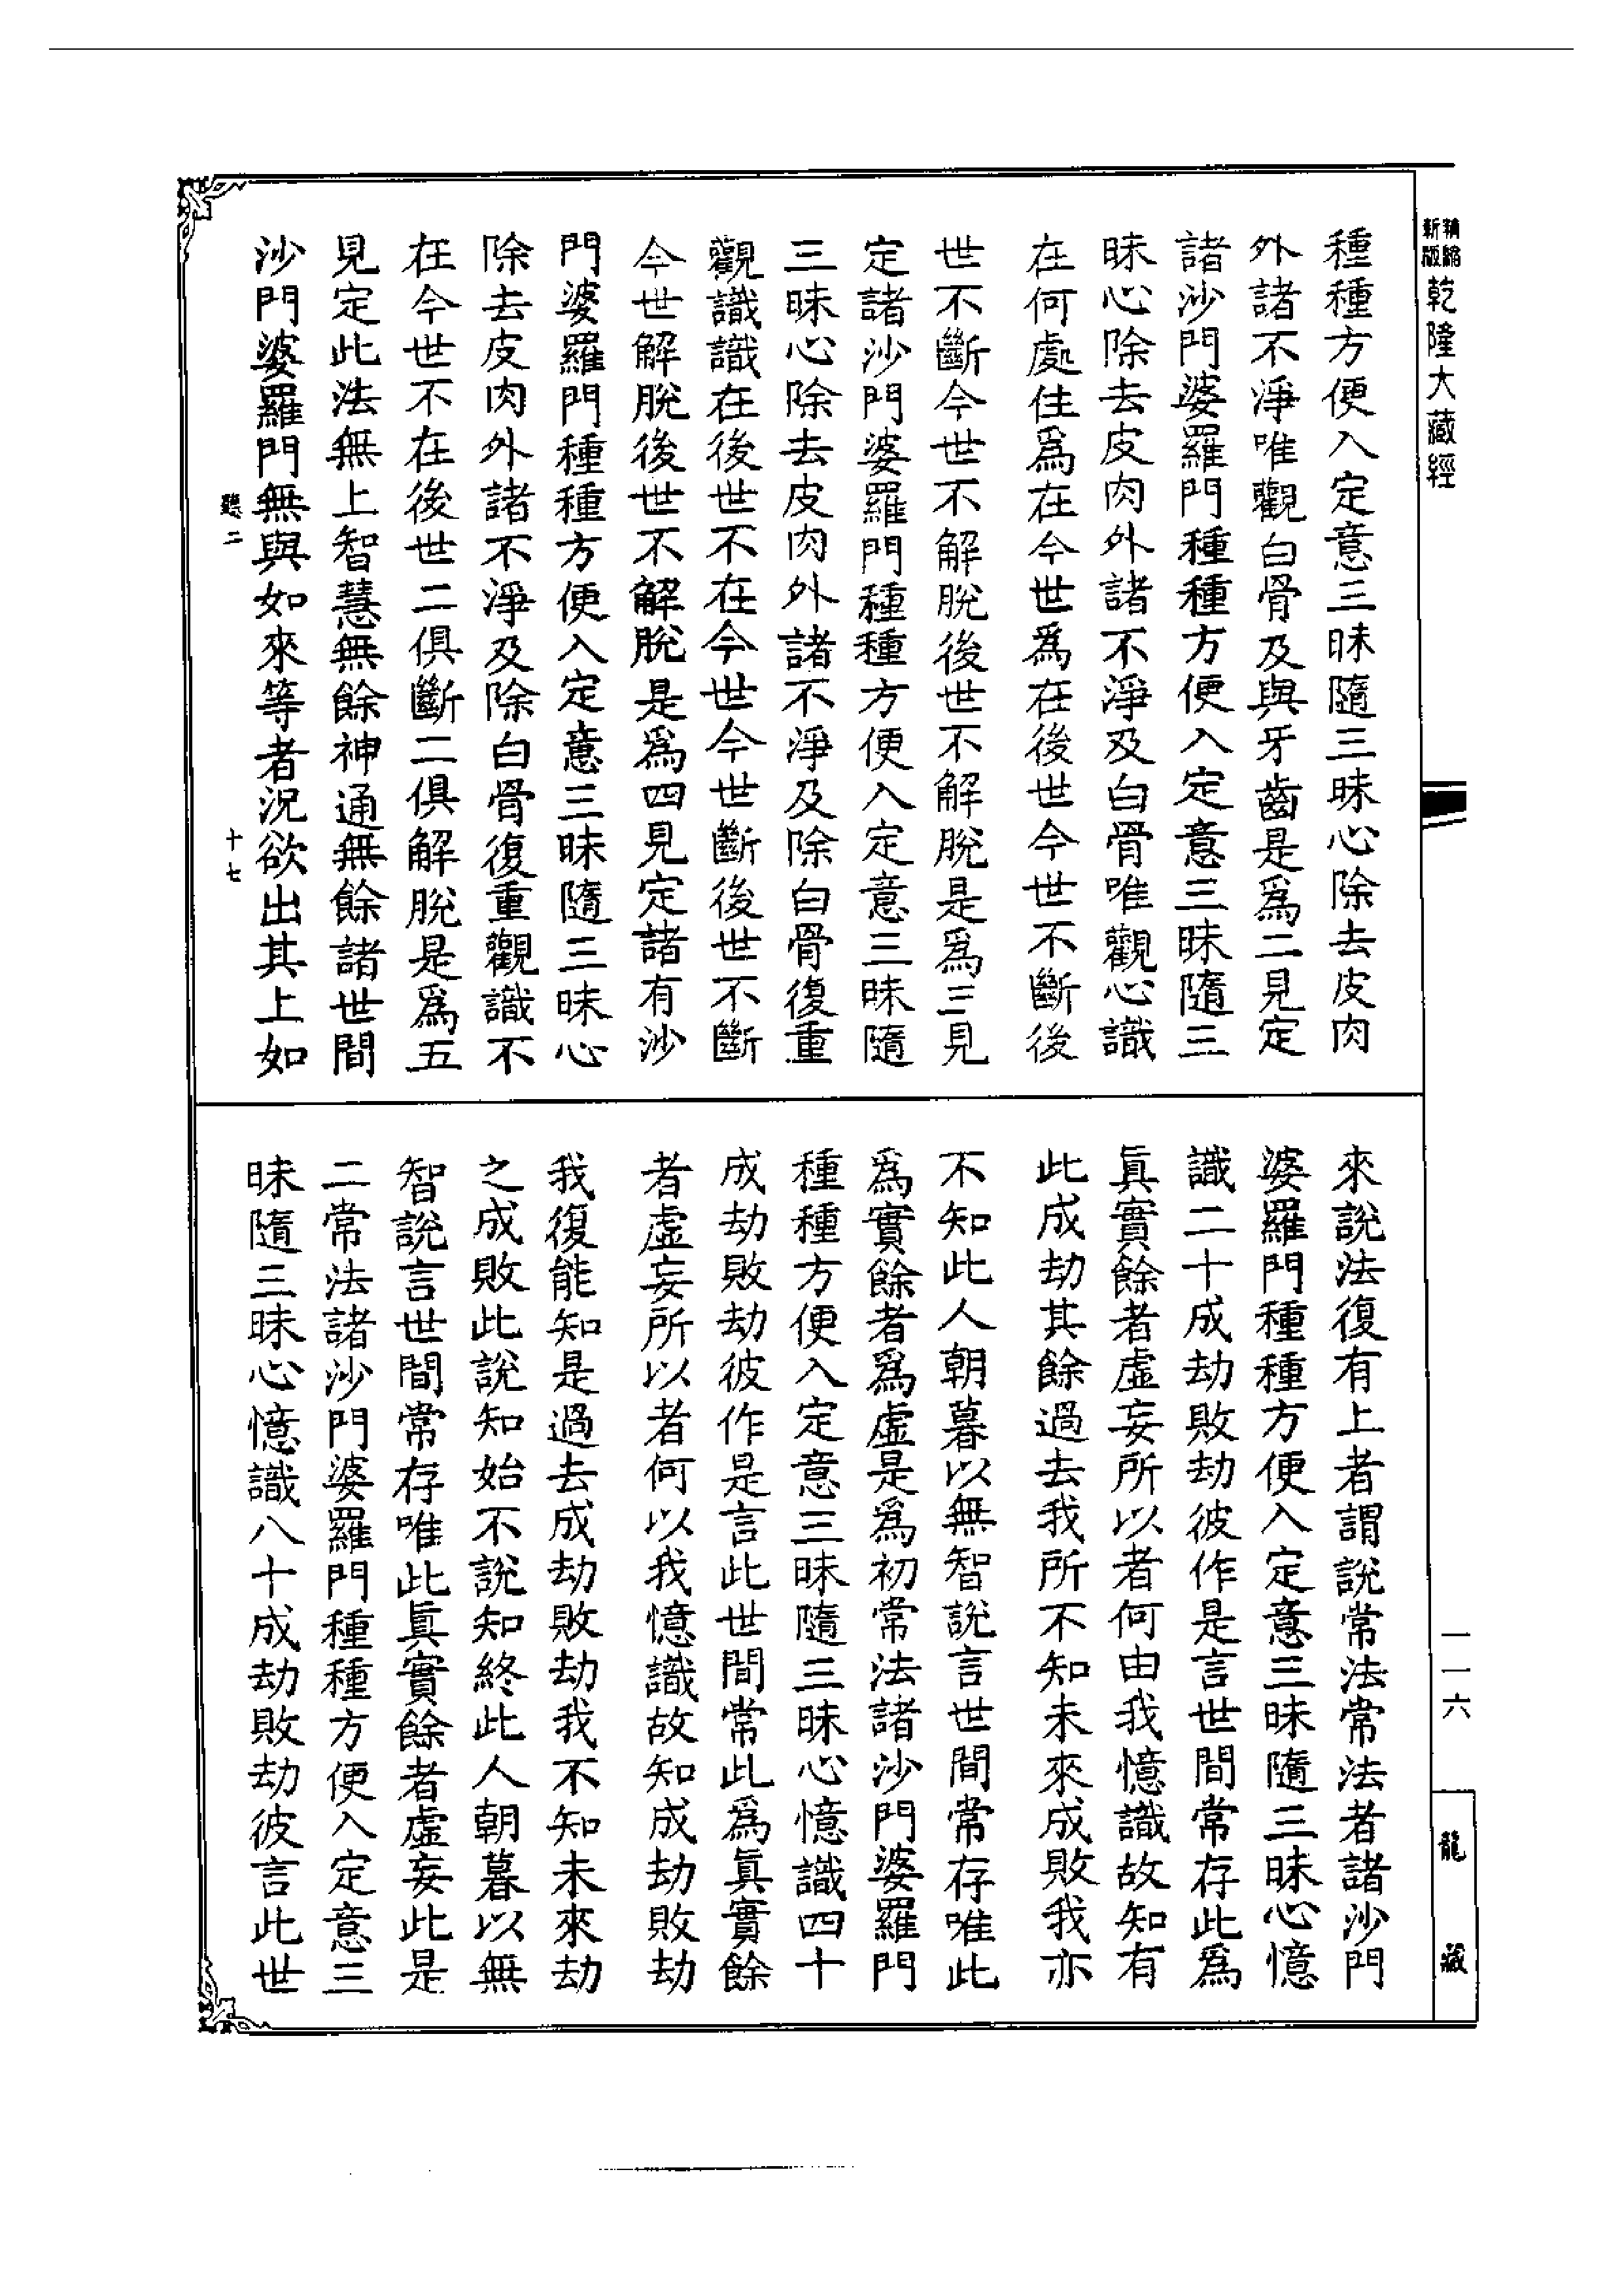 精縮新版乾隆大藏經
種種方便入定意三昧隨三昧心除去皮肉
外諸不淨唯觀白骨及與牙齒是爲二見定
諸沙門婆羅門種種方便入定意三昧隨三
昧心除去皮肉外諸不淨及白骨唯觀心識
在何處住爲在今世爲在後世今世不斷後
世不斷今世不解脫後世不解脫是爲三見
定諸沙門婆羅門種種方便入定意三昧隨
三昧心除去皮肉外諸不淨及除白骨復重
觀識識在後世不在今世今世斷後世不斷
今世解脫後世不解脫是爲四見定諸有沙
門婆羅門種種方便入定意三昧隨三昧心
除去皮肉外諸不淨及除白骨復重觀識不
在今世不在後世二俱斷二俱解脫是爲五
見定此法無上智慧無餘神通無餘諸世間
沙門婆羅門無與如來等者況欲出其上如
聽二
十七
來說法復有上者謂說常法常法者諸沙門
婆羅門種種方便入定意三昧隨三昧心憶
識二十成劫敗劫彼作是言世間常存此爲
眞實餘者虛妄所以者何由我憶識故知有
此成劫其餘過去我所不知未來成敗我亦
不知此人朝暮以無智說言世間常存唯此
爲實餘者爲虛是爲初常法諸沙門婆羅門
種種方便入定意三昧隨三昧心憶識四十
成劫敗劫彼作是言此世間常此爲眞實餘
者虛妄所以者何以我憶識故知成劫敗劫
我復能知是過去成劫敗劫我不知未來劫
之成敗此說知始不說知終此人朝暮以無
智說言世間常存唯此眞實餘者虛妄此是
二常法諸沙門婆羅門種種方便入定意三
昧隨三昧心憶識八十成劫敗劫彼言此世
一一六
龍藏